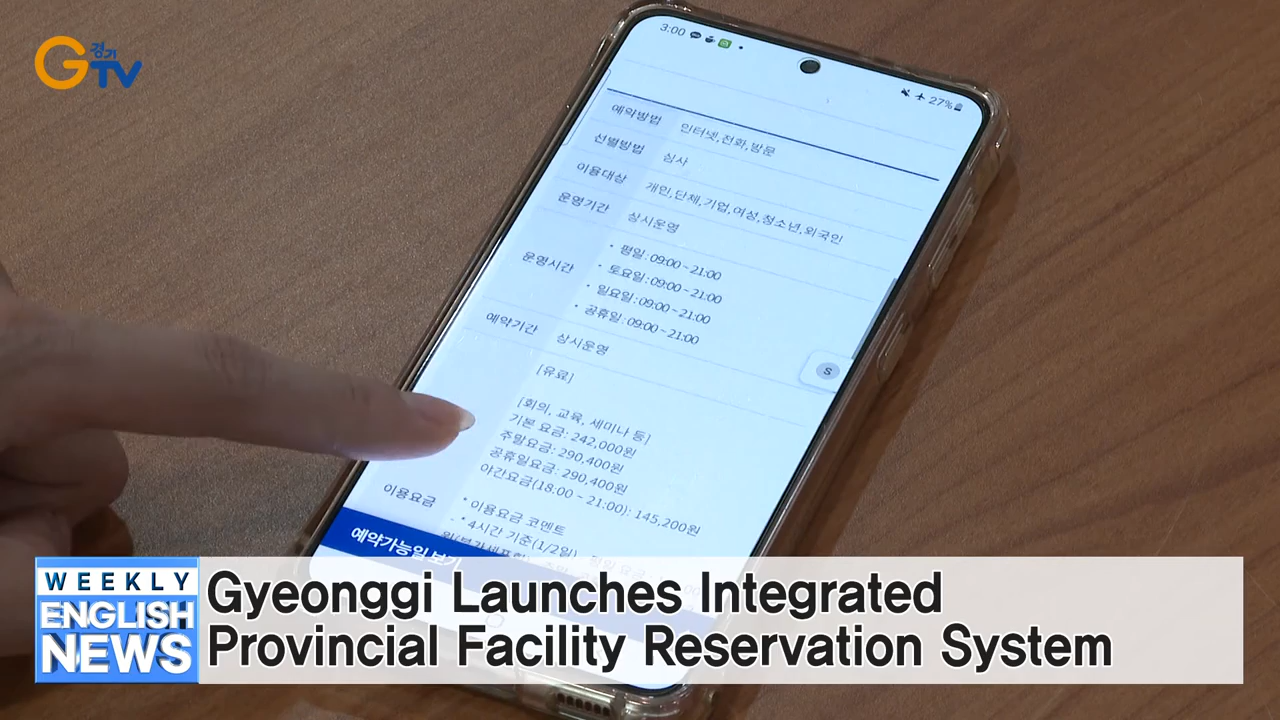 경기
GTV
3:00
27%
예약방법 인터넷,전화,방문
선별방법 심사
이용대상 개인,단체,기업,여성,청소년,외국인
운영기간 상시운영
운영시간
• 평일 : 09:00 ~ 21:00
• 토요일 : 09:00 ~ 21:00
• 일요일 : 09:00 ~ 21:00
• 공휴일 : 09:00 ~ 21:00
예약기간 상시운영
[유료]
[회의, 교육, 세미나 등]
기본 요금: 242,000원
주말요금: 290,400원
공휴일요금: 290,400원
야간요금(18:00 ~ 21:00): 145,200원
이용요금
* 이용요금 코멘트
* 4시간 기준(1/2일)
예약가능일 보기
S
WEEKLY
ENGLISH
NEWS
Gyeonggi Launches Integrated
Provincial Facility Reservation System